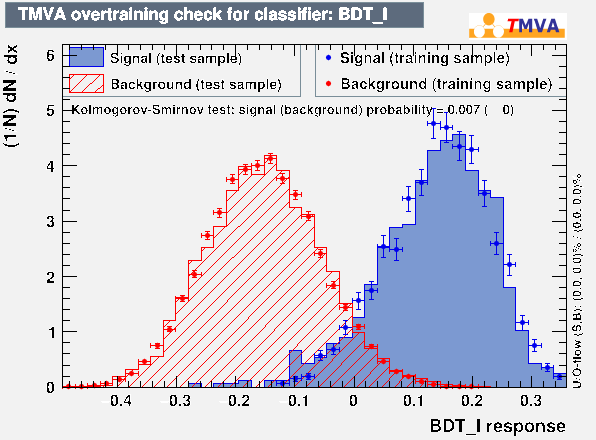 TMVA overtraining check for classifier: BDT_I
TMVA
Signal (test sample)
Background (test sample)
Signal (training sample)
Background (training sample)
Kolmogorov-Smirnov test: signal (background) probability = 0.007 ( 0)
(1/N) dN / dx
6
5
4
3
2
1
0
-0.4 -0.3 -0.2 -0.1 0 0.1 0.2 0.3
BDT_I response
U/O-flow (S,B): (0.0, 0.0)% / (0.0, 0.0)%